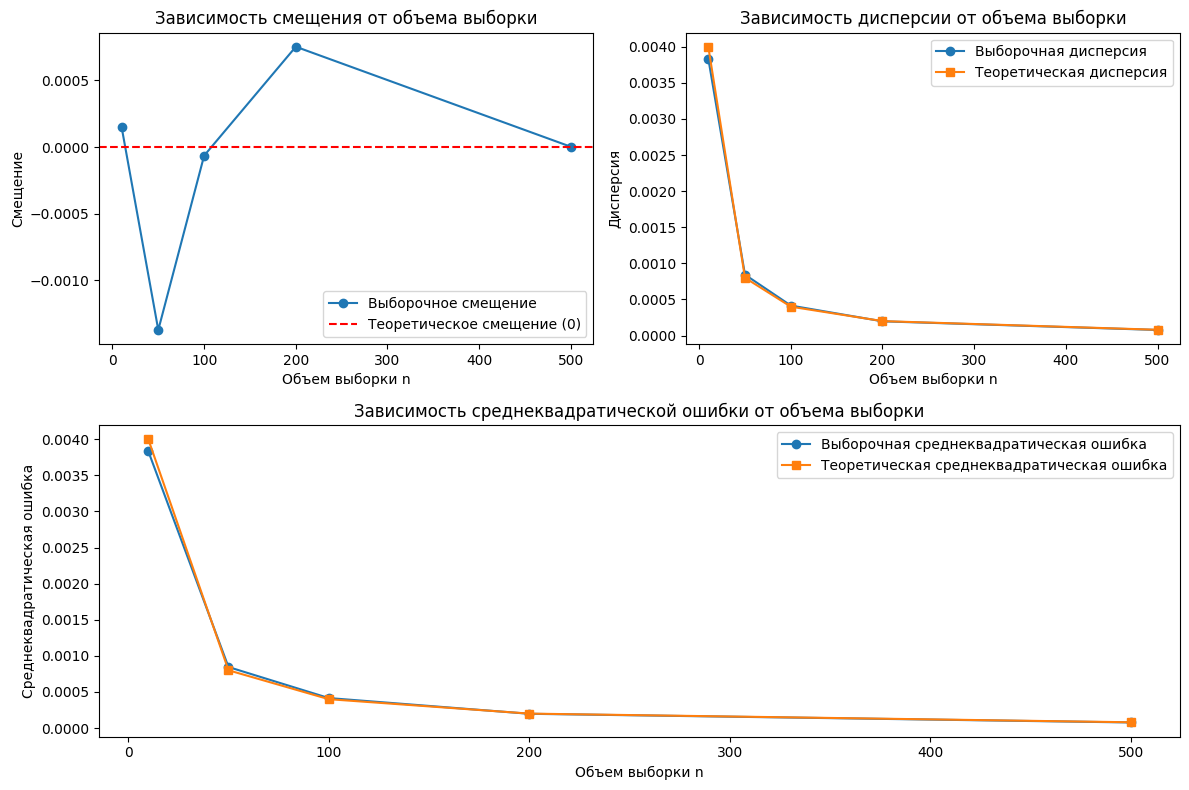 Зависимость смещения от объема выборки
Смещение
0.0005
0.0000
−0.0005
−0.0010
0 100 200 300 400 500
Объем выборки n
Выборочное смещение
Теоретическое смещение (0)
Зависимость дисперсии от объема выборки
Дисперсия
0.0040
0.0035
0.0030
0.0025
0.0020
0.0015
0.0010
0.0005
0.0000
0 100 200 300 400 500
Объем выборки n
Выборочная дисперсия
Теоретическая дисперсия
Зависимость среднеквадратической ошибки от объема выборки
Среднеквадратическая ошибка
0.0040
0.0035
0.0030
0.0025
0.0020
0.0015
0.0010
0.0005
0.0000
0 100 200 300 400 500
Объем выборки n
Выборочная среднеквадратическая ошибка
Теоретическая среднеквадратическая ошибка